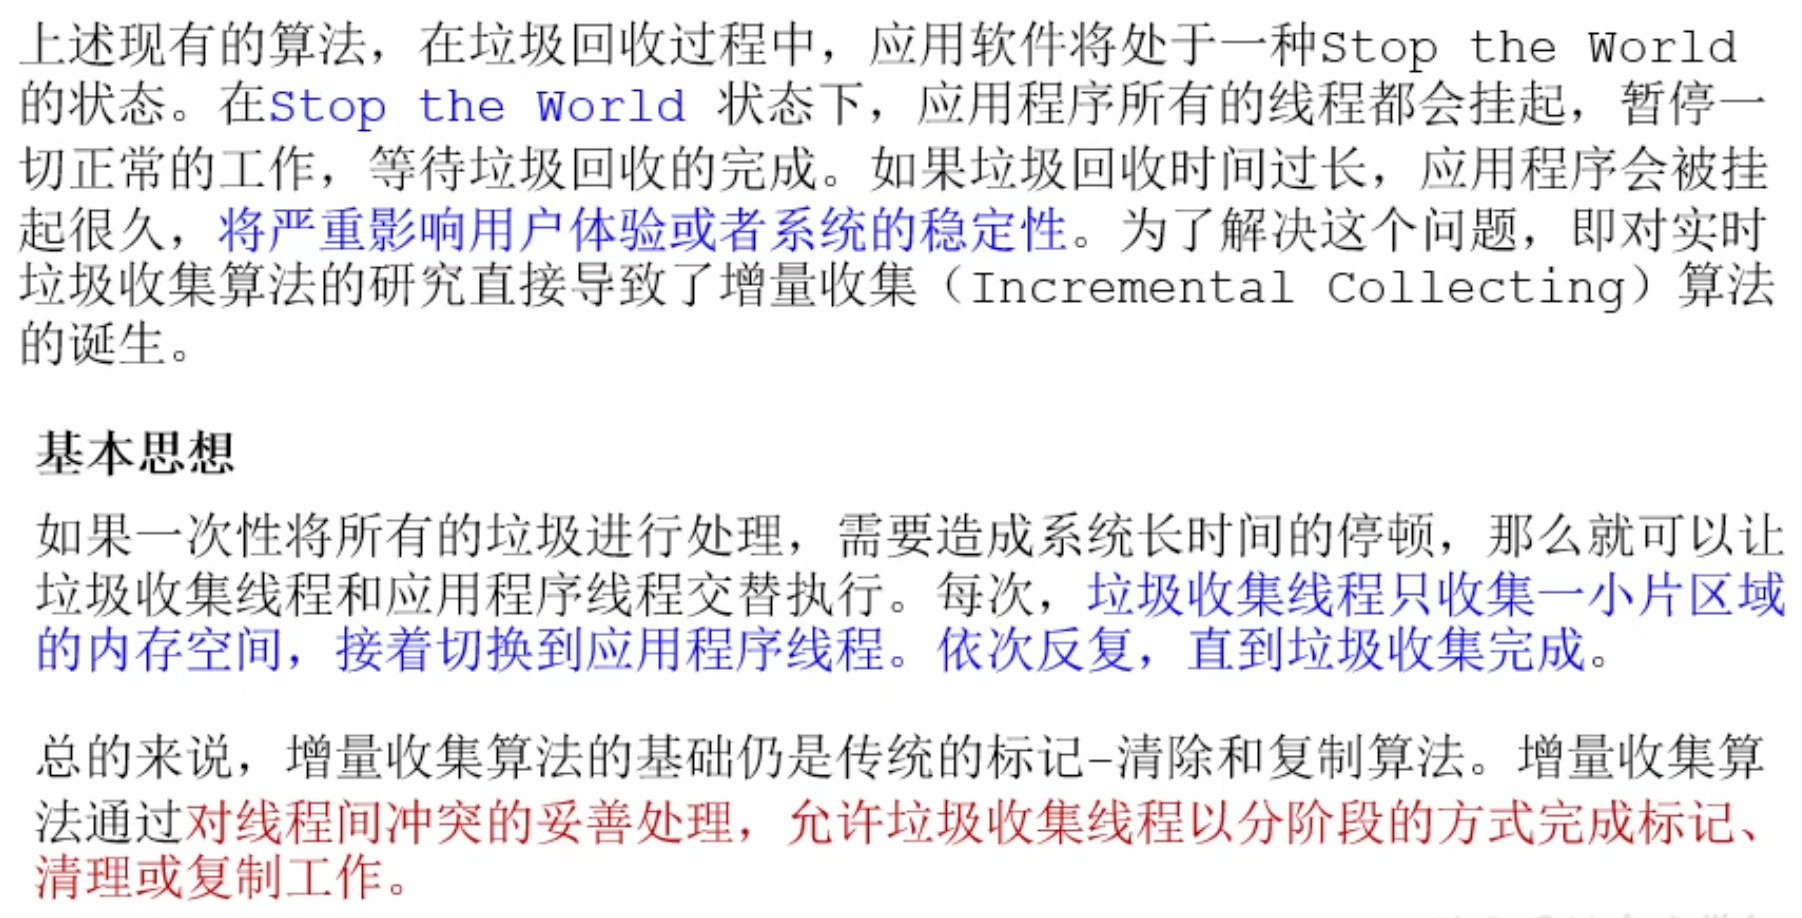 上述现有的算法，在垃圾回收过程中，应用软件将处于一种Stop the World
的状态。在Stop the World 状态下，应用程序所有的线程都会挂起，暂停一
切正常的工作，等待垃圾回收的完成。如果垃圾回收时间过长，应用程序会被挂
起很久，将严重影响用户体验或者系统的稳定性。为了解决这个问题，即对实时
垃圾收集算法的研究直接导致了增量收集（Incremental Collecting）算法
的诞生。
基本思想
如果一次性将所有的垃圾进行处理，需要造成系统长时间的停顿，那么就可以让
垃圾收集线程和应用程序线程交替执行。每次，垃圾收集线程只收集一小片区域
的内存空间，接着切换到应用程序线程。依次反复，直到垃圾收集完成。
总的来说，增量收集算法的基础仍是传统的标记-清除和复制算法。增量收集算
法通过对线程间冲突的妥善处理，允许垃圾收集线程以分阶段的方式完成标记、
清理或复制工作。